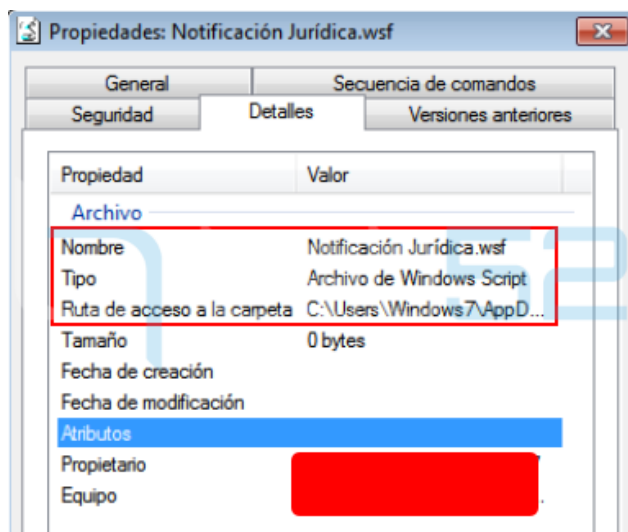 Propiedades: Notificación Jurídica.wsf
General Secuencia de comandos
Seguridad Detalles Versiones anteriores
Propiedad Valor
Archivo
Nombre Notificación Jurídica.wsf
Tipo Archivo de Windows Script
Ruta de acceso a la carpeta C:\Users\Windows7\AppD...
Tamaño 0 bytes
Fecha de creación
Fecha de modificación
Atributos
Propietario
Equipo
52